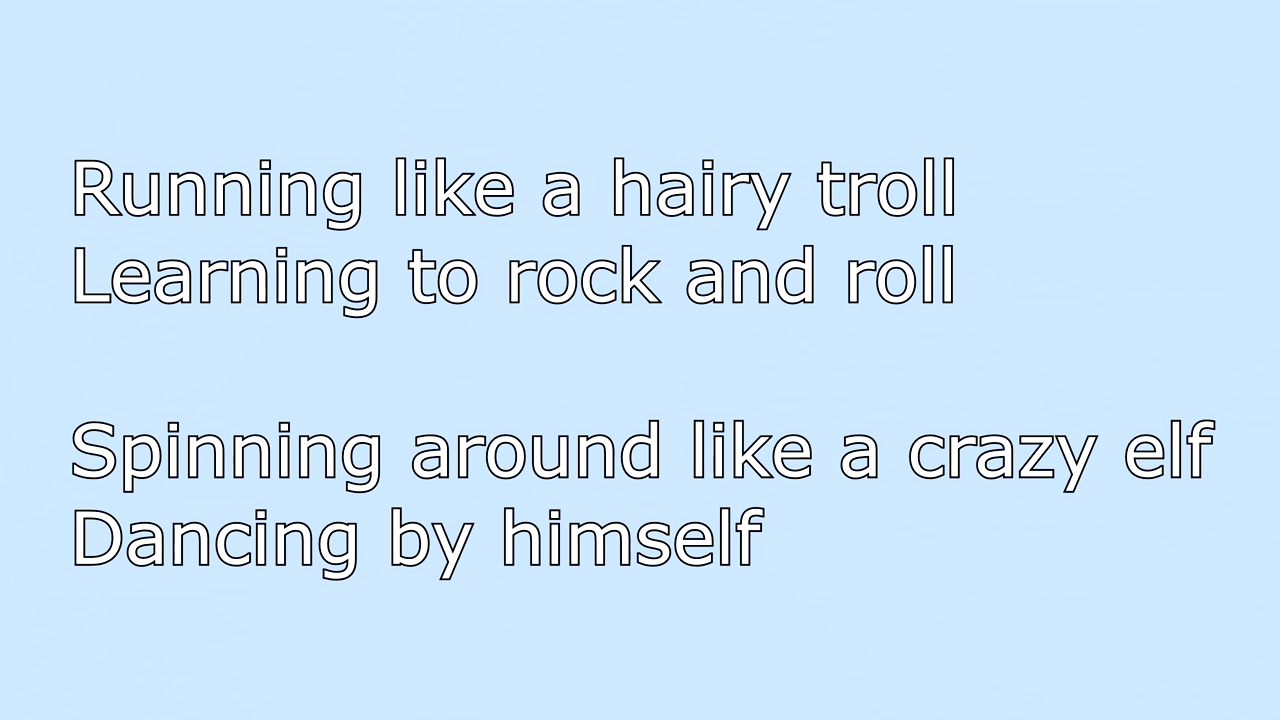 Running like a hairy troll
Learning to rock and roll
Spinning around like a crazy elf
Dancing by himself